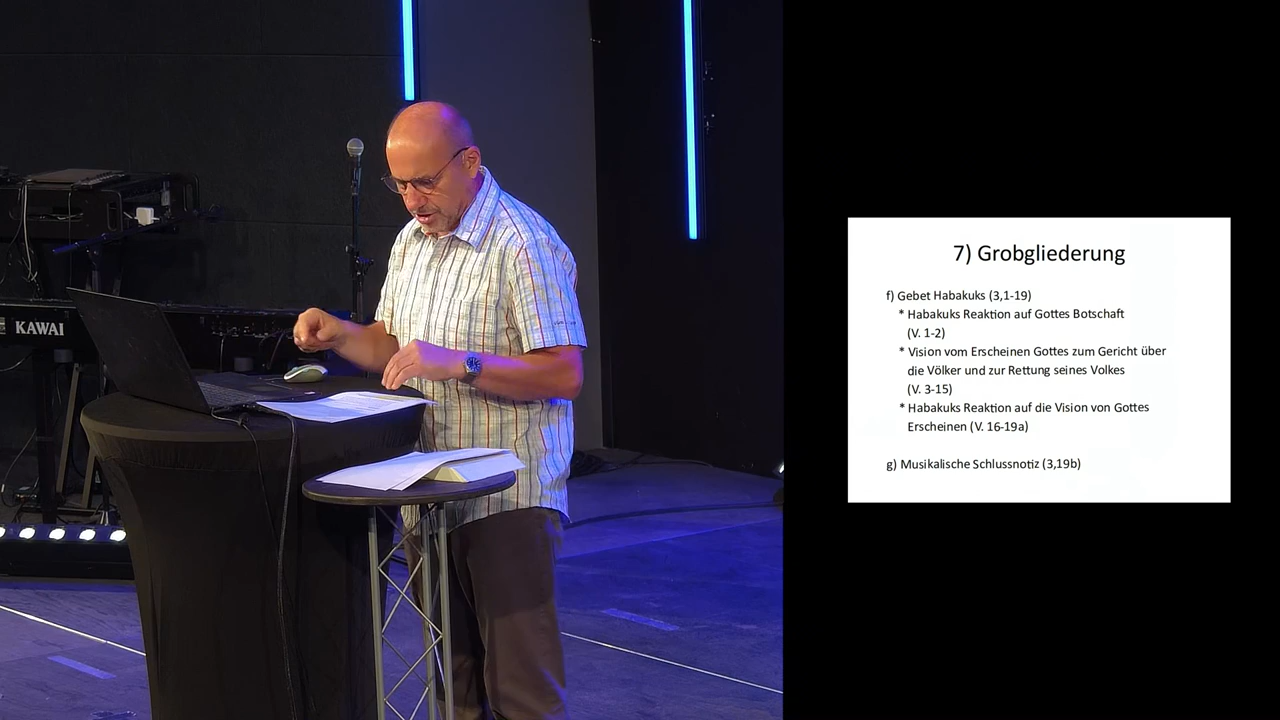 KAWAI
7) Grobgliederung
f) Gebet Habakuks (3,1-19)
* Habakuks Reaktion auf Gottes Botschaft
(V. 1-2)
* Vision vom Erscheinen Gottes zum Gericht über
die Völker und zur Rettung seines Volkes
(V. 3-15)
* Habakuks Reaktion auf die Vision von Gottes
Erscheinen (V. 16-19a)
g) Musikalische Schlussnotiz (3,19b)